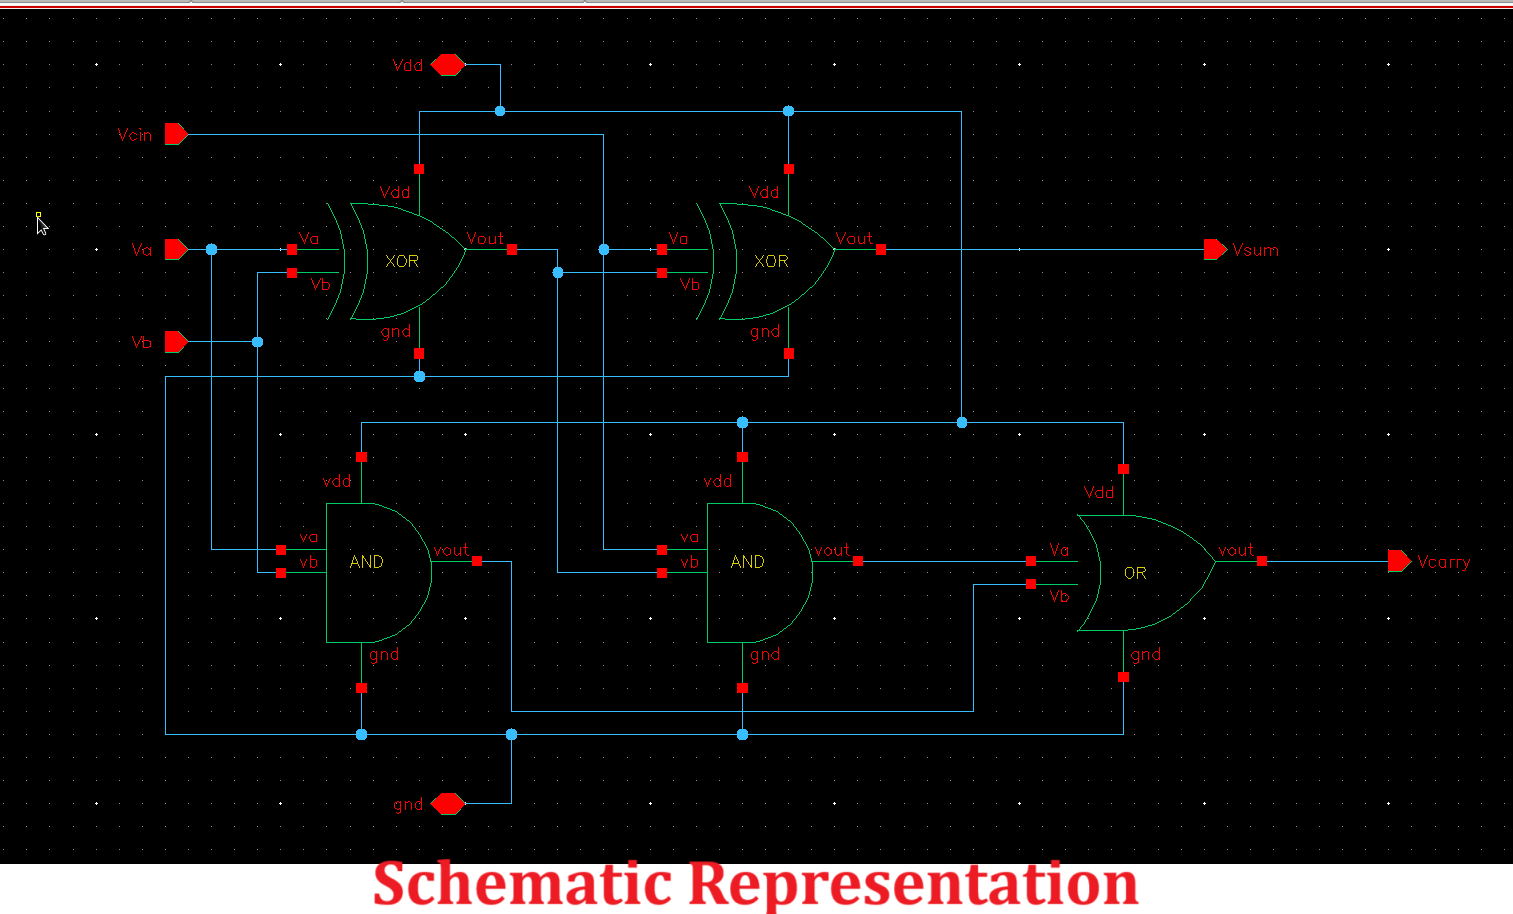 Vdd
Vcin
Vdd
Vdd
Va
Va
Vout
Va
Vout
Vsum
XOR
XOR
Vb
Vb
gnd
gnd
Vb
vdd
vdd
Vdd
va
va
vout
vout
Va
vout
vb
AND
vb
AND
OR
Vcarry
Vb
gnd
gnd
gnd
gnd
Schematic Representation